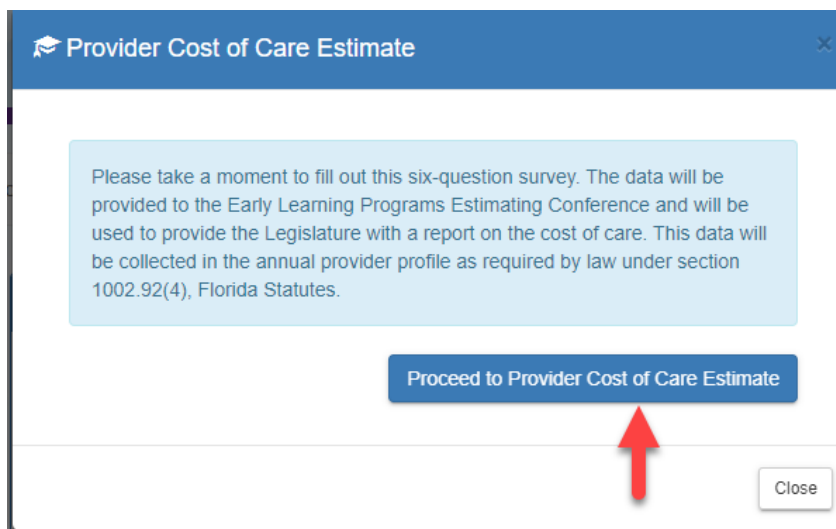 Provider Cost of Care Estimate
×
Please take a moment to fill out this six-question survey. The data will be
provided to the Early Learning Programs Estimating Conference and will be
used to provide the Legislature with a report on the cost of care. This data will
be collected in the annual provider profile as required by law under section
1002.92(4), Florida Statutes.
Proceed to Provider Cost of Care Estimate
Close